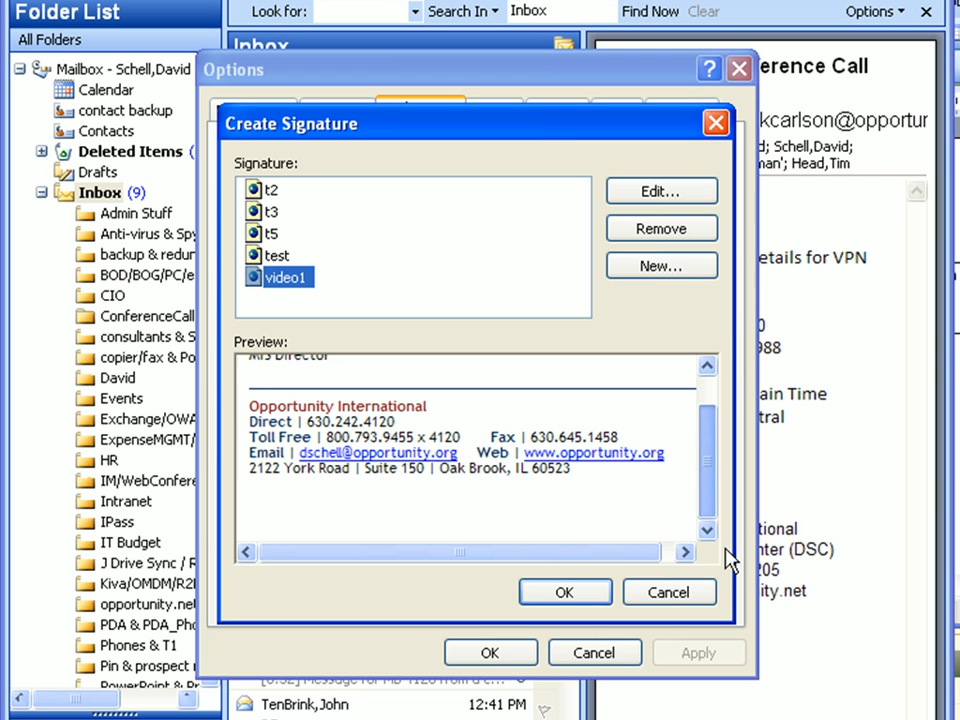 Folder List
Look for:
Search In
Inbox
Find Now
Clear
Options
All Folders
Inbox
Mailbox - Schell,David
Calendar
contact backup
Contacts
Deleted Items (
Drafts
Inbox (9)
Admin Stuff
Anti-virus & Spy
backup & redun
BOD/BOG/PC/e
CIO
ConferenceCall
consultants & S
copier/fax & Po
David
Events
Exchange/OWA
ExpenseMGMT/
HR
IM/WebConfere
Intranet
IPass
IT Budget
J Drive Sync / R
Kiva/OMDM/R2I
opportunity.net
PDA & PDA_Pho
Phones & T1
Pin & prospect r
PowerPoint & Pr
Options
Create Signature
Signature:
t2
t3
t5
test
video1
Edit...
Remove
New...
Preview:
MIS Director
Opportunity International
Direct | 630.242.4120
Toll Free | 800.793.9455 x 4120 Fax | 630.645.1458
Email | dschell@opportunity.org Web | www.opportunity.org
2122 York Road | Suite 150 | Oak Brook, IL 60523
OK
Cancel
OK
Cancel
Apply
TenBrink,John
12:41 PM
erence Call
kcarlson@opportur
d; Schell,David;
nan'; Head,Tim
etails for VPN
0
988
ain Time
tral
tional
nter (DSC)
205
ity.net